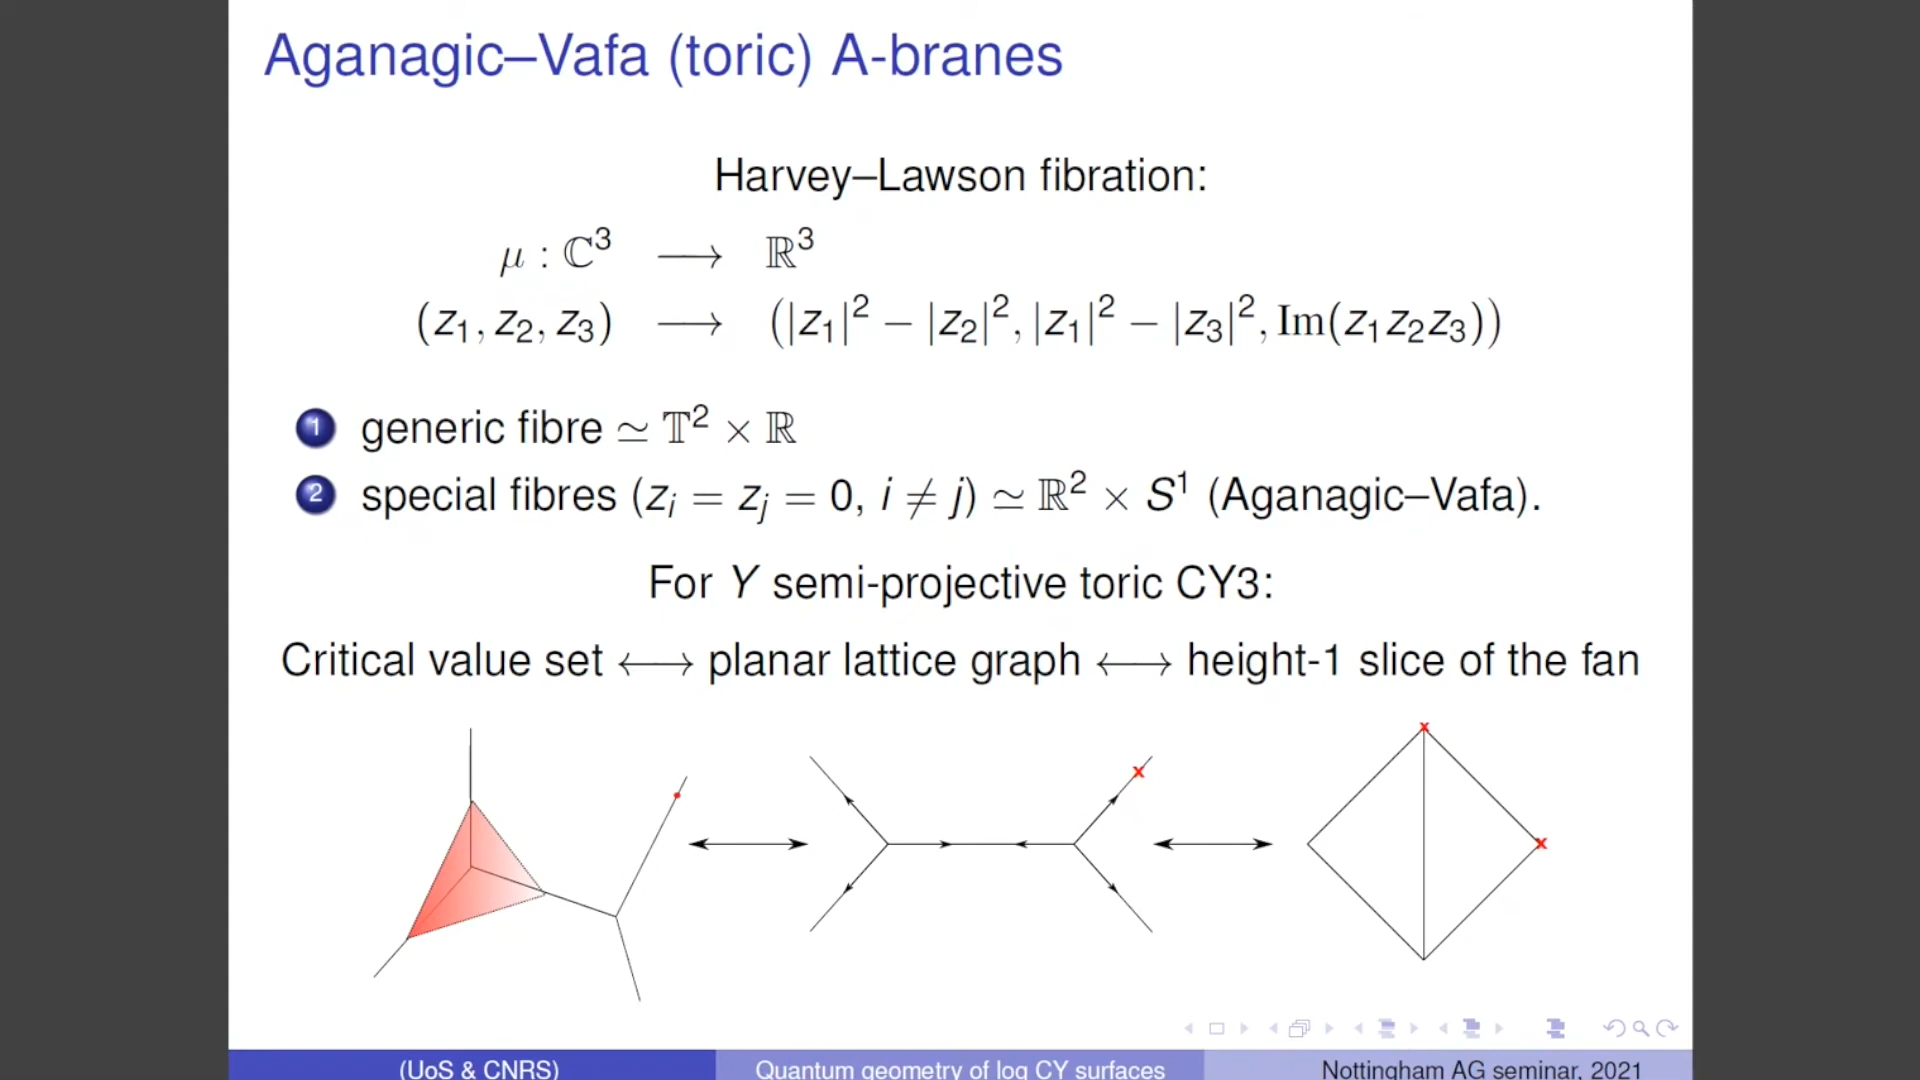 Aganagic–Vafa (toric) A-branes
Harvey–Lawson fibration:
μ : ℂ³ ⟶ ℝ³
(z₁, z₂, z₃) ⟶ (|z₁|² − |z₂|², |z₁|² − |z₃|², Im(z₁z₂z₃))
1 generic fibre ≃ 𝕋² × ℝ
2 special fibres (zᵢ = zⱼ = 0, i ≠ j) ≃ ℝ² × S¹ (Aganagic–Vafa).
For Y semi-projective toric CY3:
Critical value set ⟷ planar lattice graph ⟷ height-1 slice of the fan
x
x
x
(UoS & CNRS) Quantum geometry of log CY surfaces Nottingham AG seminar, 2021